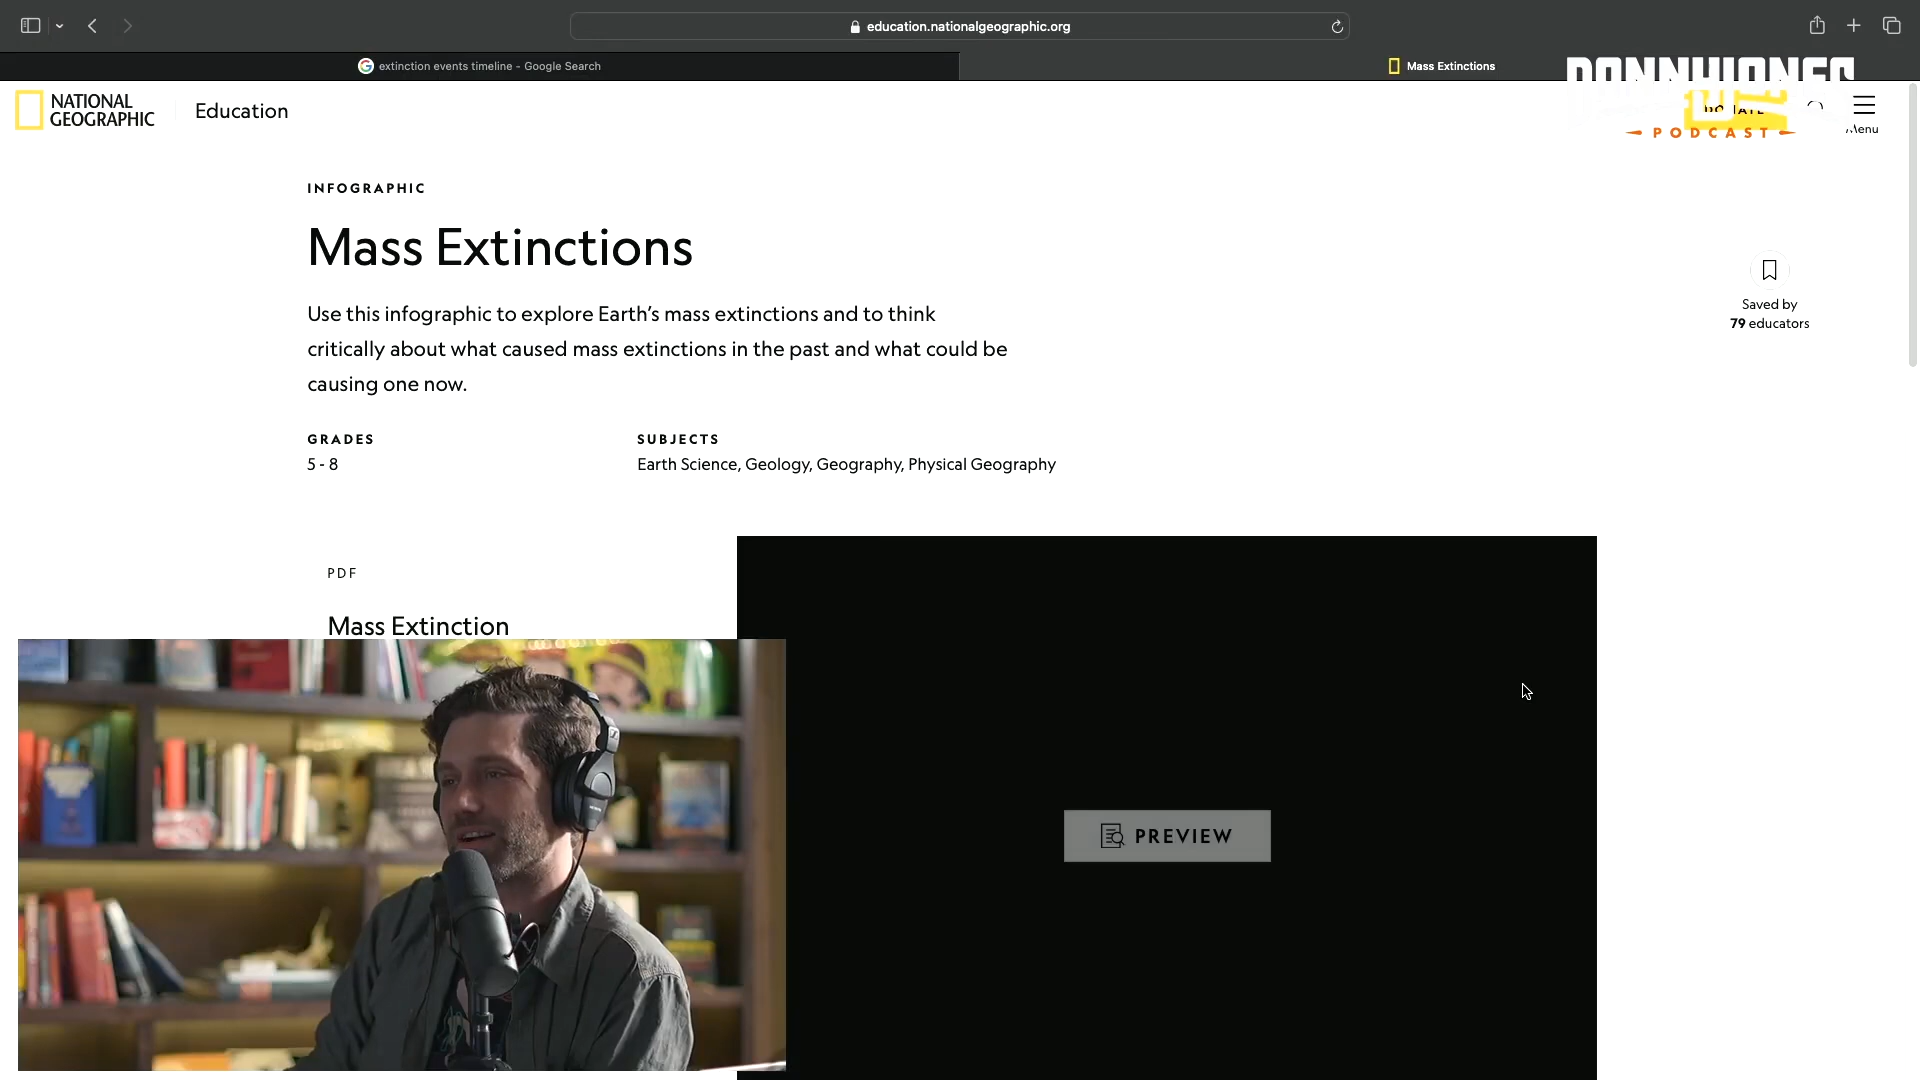 education.nationalgeographic.org
extinction events timeline - Google Search
Mass Extinctions
DANNY JONES
PODCAST
NATIONAL
GEOGRAPHIC
Education
DONATE
Menu
INFOGRAPHIC
Mass Extinctions
Use this infographic to explore Earth’s mass extinctions and to think
critically about what caused mass extinctions in the past and what could be
causing one now.
Saved by
79 educators
GRADES
5 - 8
SUBJECTS
Earth Science, Geology, Geography, Physical Geography
PDF
Mass Extinction
PREVIEW